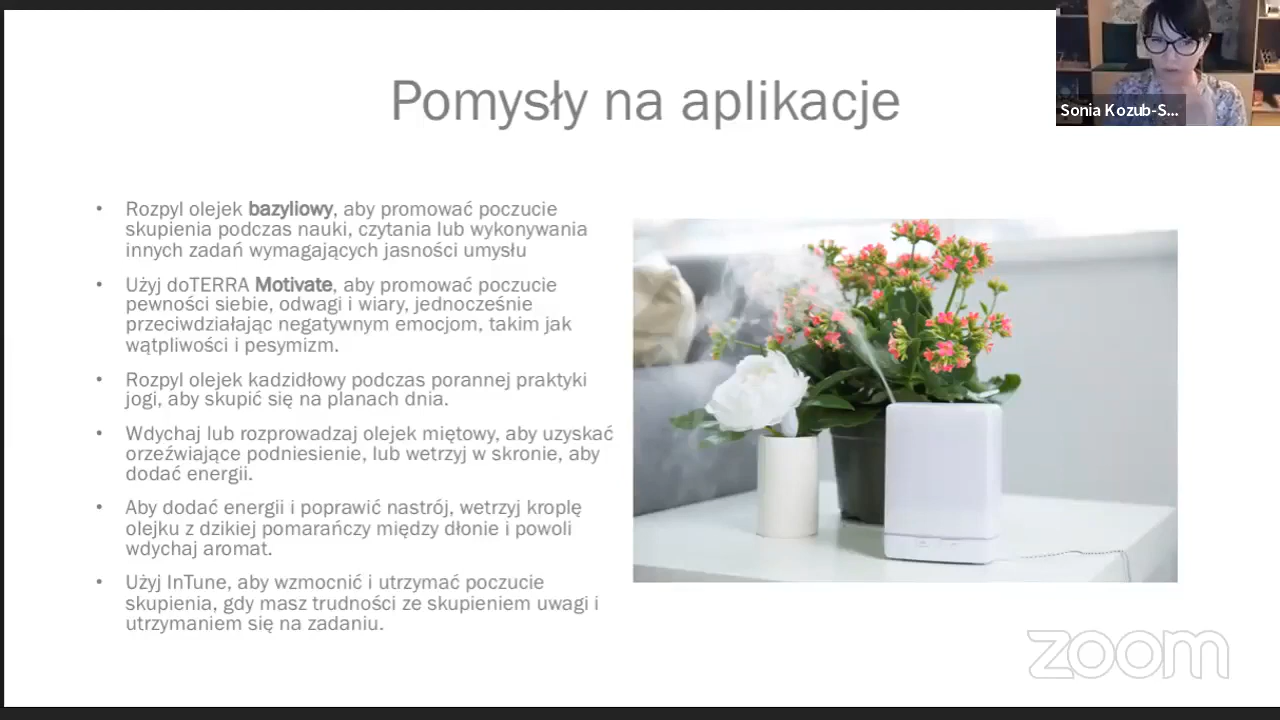 Pomysły na aplikacje
Sonia Kozub-S...
• Rozpyl olejek bazyliowy, aby promować poczucie
skupienia podczas nauki, czytania lub wykonywania
innych zadań wymagających jasności umysłu
• Użyj doTERRA Motivate, aby promować poczucie
pewności siebie, odwagi i wiary, jednocześnie
przeciwdziałając negatywnym emocjom, takim jak
wątpliwości i pesymizm.
• Rozpyl olejek kadzidłowy podczas porannej praktyki
jogi, aby skupić się na planach dnia.
• Wdychaj lub rozprowadzaj olejek miętowy, aby uzyskać
orzeźwiające podniesienie, lub wetrzyj w skronie, aby
dodać energii.
• Aby dodać energii i poprawić nastrój, wetrzyj kroplę
olejku z dzikiej pomarańczy między dłonie i powoli
wdychaj aromat.
• Użyj InTune, aby wzmocnić i utrzymać poczucie
skupienia, gdy masz trudności ze skupieniem uwagi i
utrzymaniem się na zadaniu.
zoom